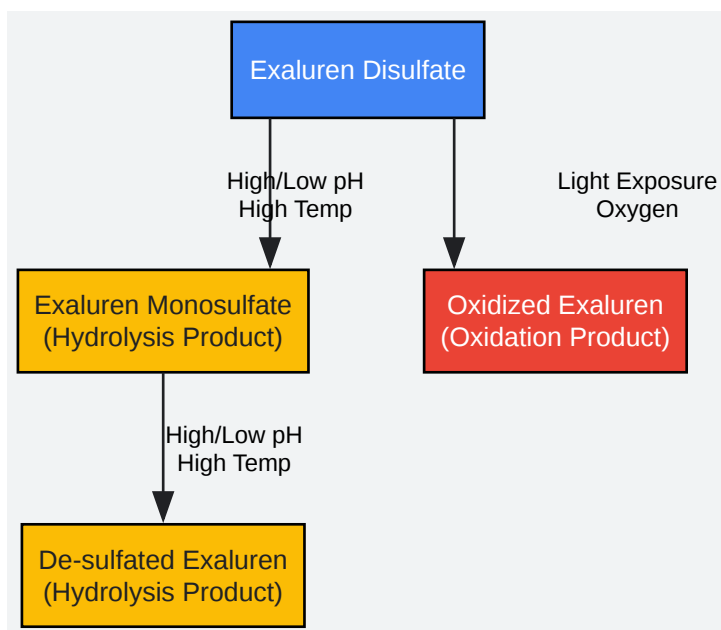 Exaluren Disulfate
High/Low pH
High Temp
Light Exposure
Oxygen
Exaluren Monosulfate
(Hydrolysis Product)
Oxidized Exaluren
(Oxidation Product)
High/Low pH
High Temp
De-sulfated Exaluren
(Hydrolysis Product)